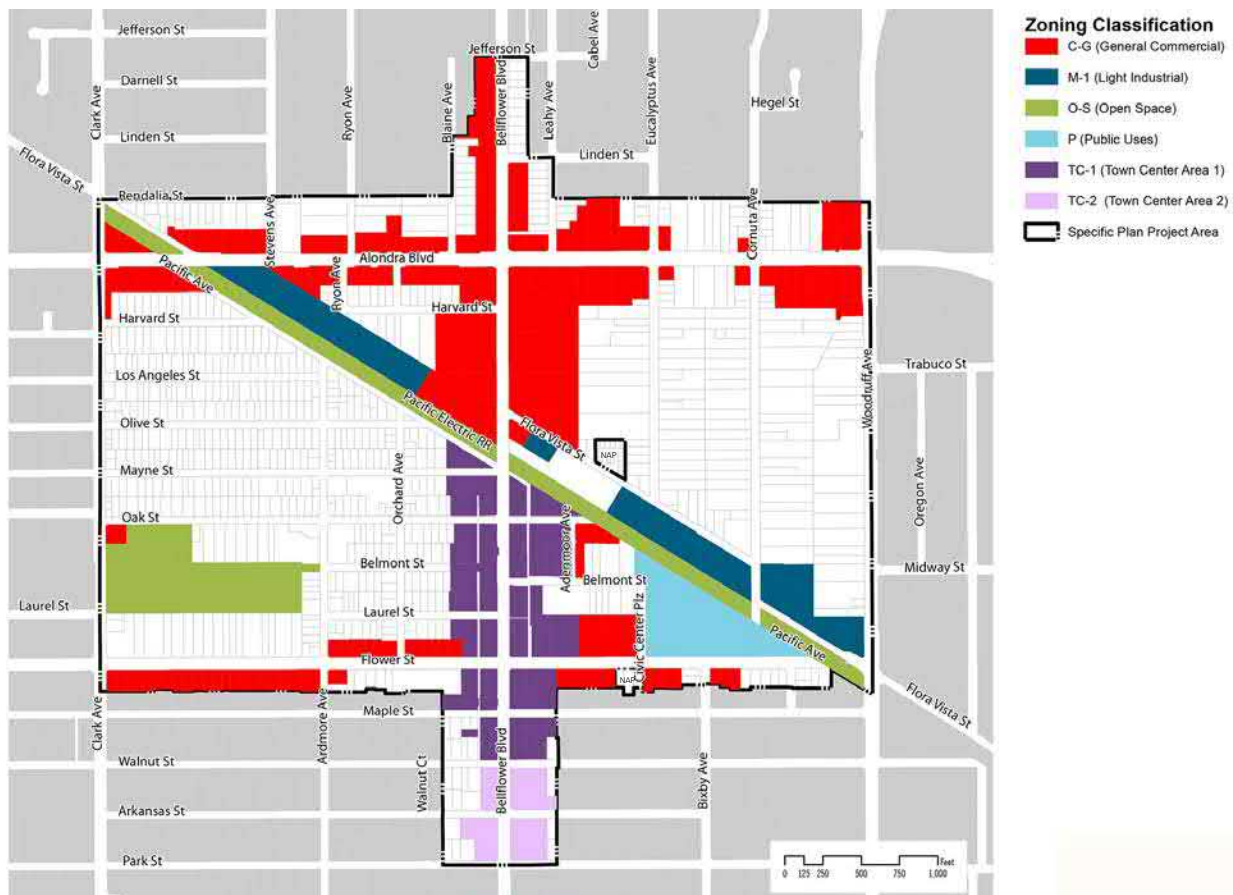 Jefferson St
Cabel Ave
Jefferson St
Darnell St
Clark Ave
Ryon Ave
Blaine Ave
Bellflower Blvd
Leahy Ave
Eucalyptus Ave
Hegel St
Linden St
Linden St
Flora Vista St
Rendalia St
Stevens Ave
Cornuta Ave
Alondra Blvd
Pacific Ave
Ryon Ave
Harvard St
Harvard St
Woodruff Ave
Trabuco St
Los Angeles St
Pacific Electric RR
Olive St
Flora Vista St
NAP
Mayne St
Orchard Ave
Oregon Ave
Oak St
Adenmoor Ave
Belmont St
Belmont St
Midway St
Laurel St
Laurel St
Civic Center Plz
Pacific Ave
Flower St
NAP
Flora Vista St
Clark Ave
Ardmore Ave
Maple St
Walnut St
Walnut Ct
Bellflower Blvd
Bixby Ave
Arkansas St
Park St
Feet
0 125 250 500 750 1,000
Zoning Classification
C-G (General Commercial)
M-1 (Light Industrial)
O-S (Open Space)
P (Public Uses)
TC-1 (Town Center Area 1)
TC-2 (Town Center Area 2)
Specific Plan Project Area